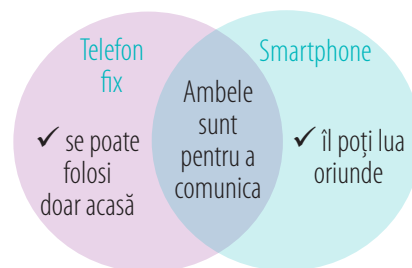 Telefon
fix
✓ se poate
folosi
doar acasă
Ambele
sunt
pentru a
comunica
Smartphone
✓ îl poți lua
oriunde